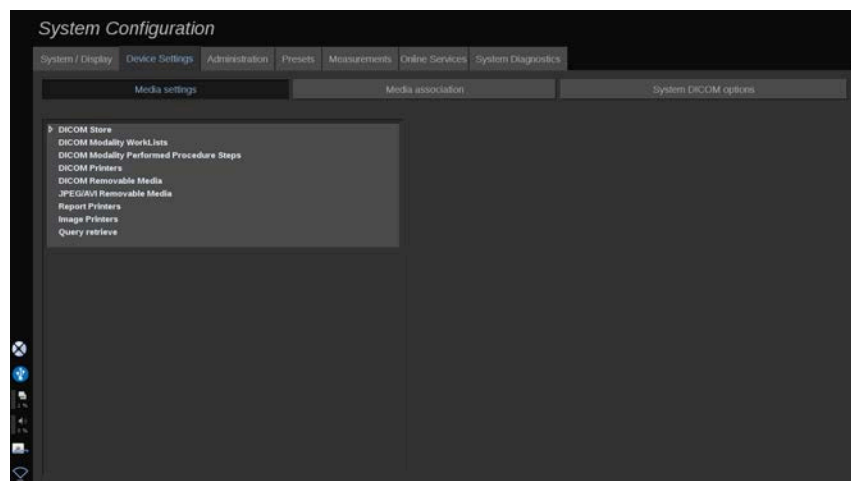 System Configuration
System / Display Device Settings Administration Presets Measurements Online Services System Diagnostics
Media settings Media association System DICOM options
DICOM Store
DICOM Modality WorkLists
DICOM Modality Performed Procedure Steps
DICOM Printers
DICOM Removable Media
JPEG/AVI Removable Media
Report Printers
Image Printers
Query retrieve